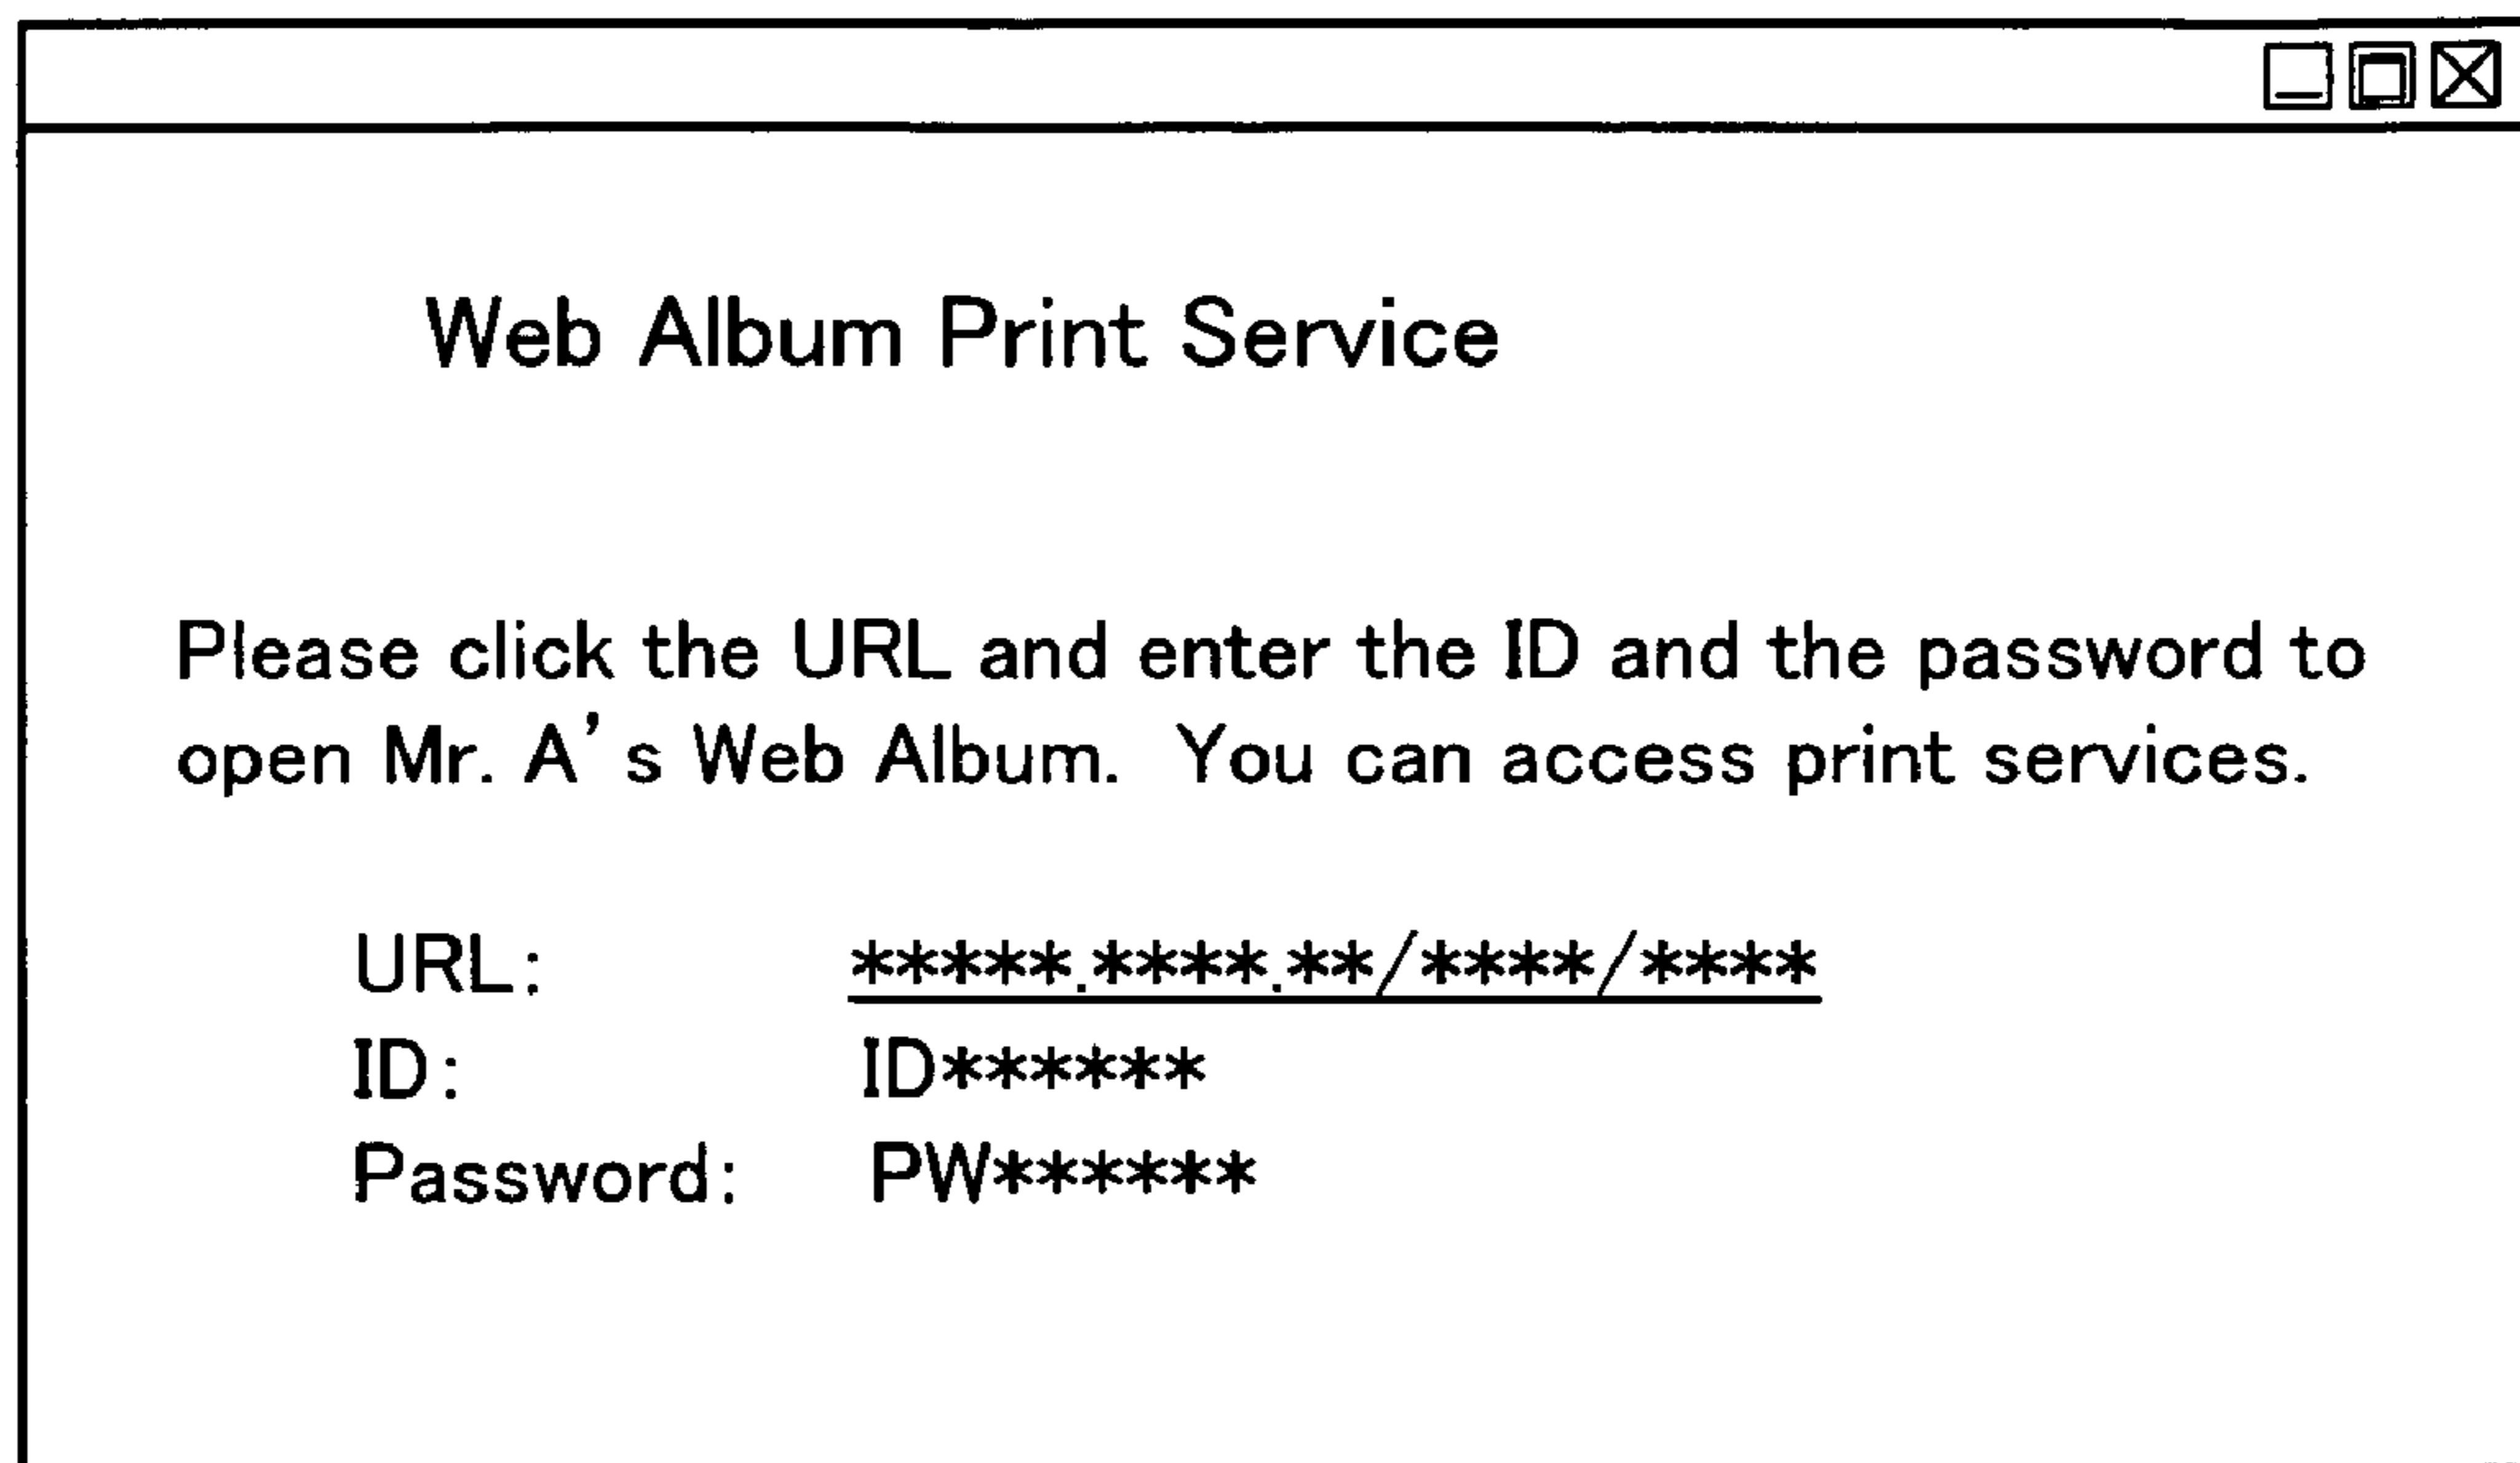 Web Album Print Service
Please click the URL and enter the ID and the password to
open Mr. A's Web Album. You can access print services.
URL: *****.****.**/****/****
ID: ID******
Password: PW******